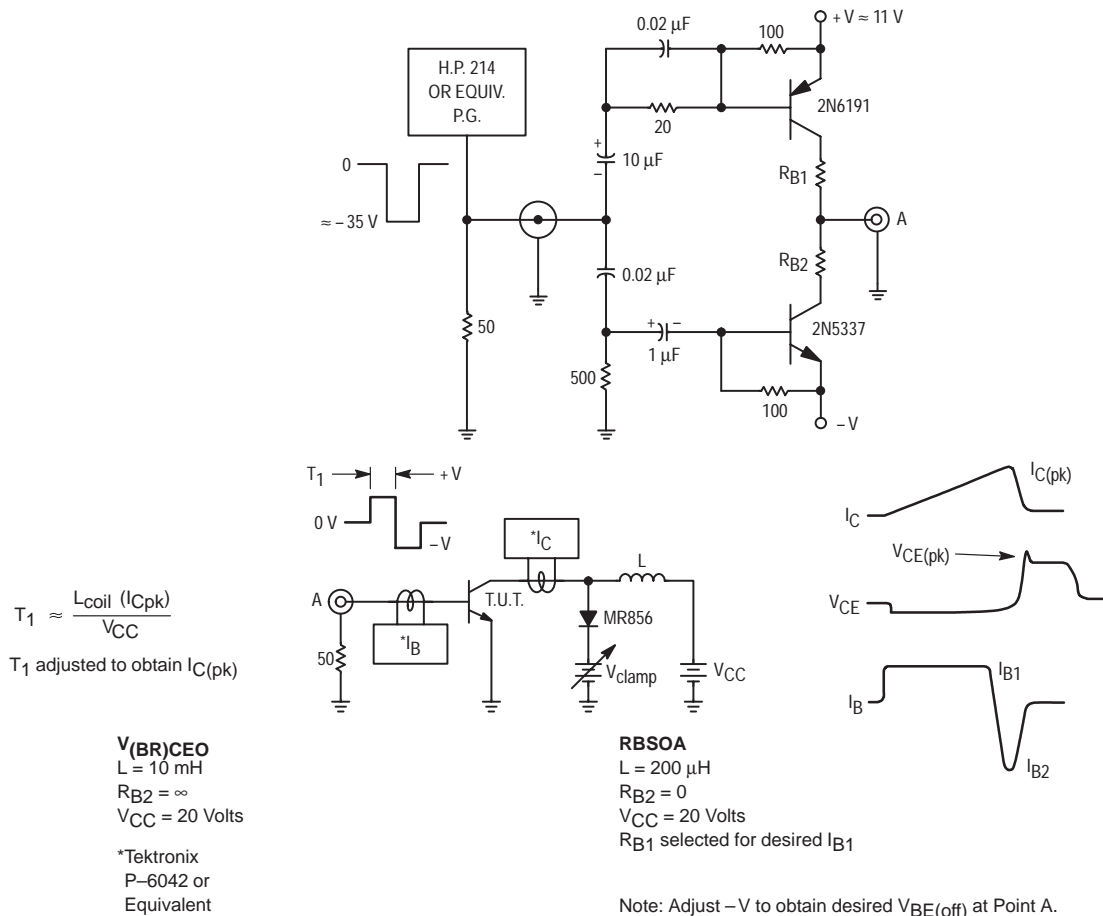 + V ≈ 11 V
0.02 μF
100
H.P. 214
OR EQUIV.
P.G.
2N6191
20
+
10 μF
–
0
≈ – 35 V
RB1
A
RB2
0.02 μF
50
+ –
1 μF
2N5337
500
100
– V
T1
+ V
0 V
– V
*IC
L
A
T.U.T.
*IB
50
MR856
Vclamp
VCC
IC
IC(pk)
VCE(pk)
VCE
IB
IB1
IB2
T1 ≈ Lcoil (ICpk)
VCC
T1 adjusted to obtain IC(pk)
V(BR)CEO
L = 10 mH
RB2 = ∞
VCC = 20 Volts
*Tektronix
P–6042 or
Equivalent
RBSOA
L = 200 μH
RB2 = 0
VCC = 20 Volts
RB1 selected for desired IB1
Note: Adjust – V to obtain desired VBE(off) at Point A.